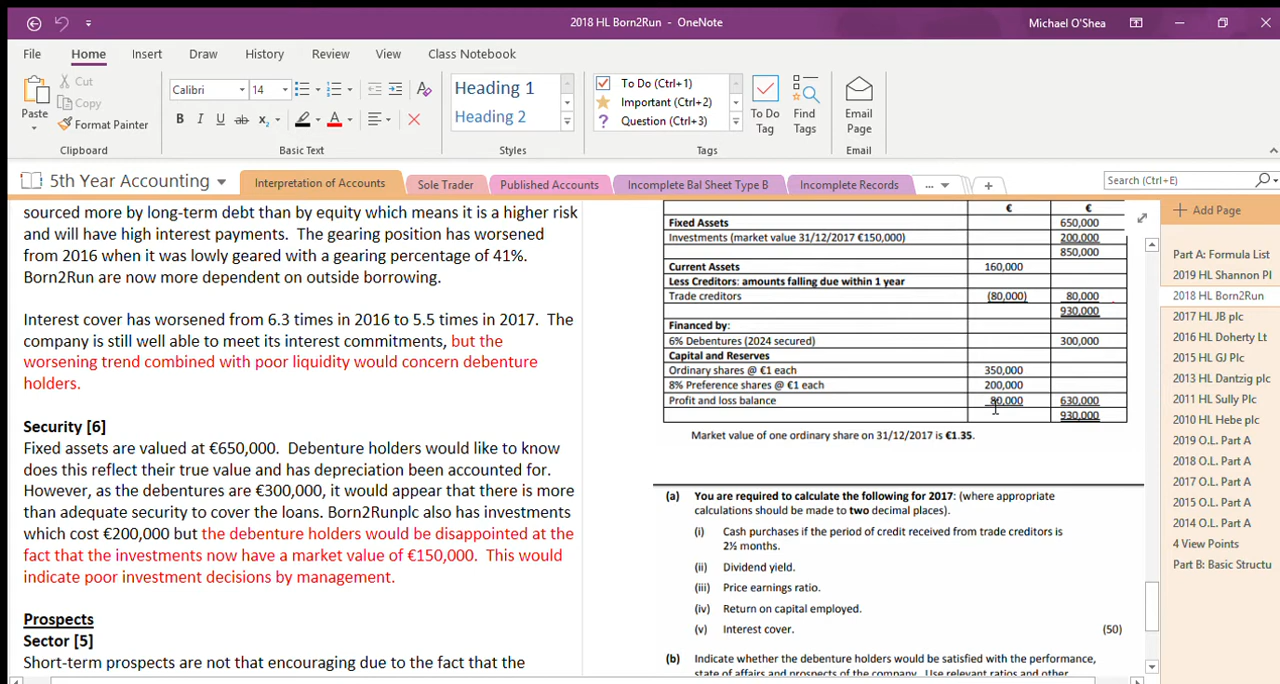 2018 HL Born2Run - OneNote
Michael O'Shea
File Home Insert Draw History Review View Class Notebook
Paste
Cut
Copy
Format Painter
Clipboard
Calibri 14
B I U ab x₂ A
Basic Text
Heading 1
Heading 2
Styles
To Do (Ctrl+1)
Important (Ctrl+2)
Question (Ctrl+3)
To Do Tag
Find Tags
Tags
Email Page
Email
5th Year Accounting
Interpretation of Accounts
Sole Trader
Published Accounts
Incomplete Bal Sheet Type B
Incomplete Records
...
Search (Ctrl+E)
sourced more by long-term debt than by equity which means it is a higher risk
and will have high interest payments. The gearing position has worsened
from 2016 when it was lowly geared with a gearing percentage of 41%.
Born2Run are now more dependent on outside borrowing.
Interest cover has worsened from 6.3 times in 2016 to 5.5 times in 2017. The
company is still well able to meet its interest commitments, but the
worsening trend combined with poor liquidity would concern debenture
holders.
Security [6]
Fixed assets are valued at €650,000. Debenture holders would like to know
does this reflect their true value and has depreciation been accounted for.
However, as the debentures are €300,000, it would appear that there is more
than adequate security to cover the loans. Born2Runplc also has investments
which cost €200,000 but the debenture holders would be disappointed at the
fact that the investments now have a market value of €150,000. This would
indicate poor investment decisions by management.
Prospects
Sector [5]
Short-term prospects are not that encouraging due to the fact that the
€ €
Fixed Assets 650,000
Investments (market value 31/12/2017 €150,000) 200,000
850,000
Current Assets 160,000
Less Creditors: amounts falling due within 1 year
Trade creditors (80,000) 80,000
930,000
Financed by:
6% Debentures (2024 secured) 300,000
Capital and Reserves
Ordinary shares @ €1 each 350,000
8% Preference shares @ €1 each 200,000
Profit and loss balance 80,000 630,000
930,000
Market value of one ordinary share on 31/12/2017 is €1.35.
(a) You are required to calculate the following for 2017: (where appropriate
calculations should be made to two decimal places).
(i) Cash purchases if the period of credit received from trade creditors is
2½ months.
(ii) Dividend yield.
(iii) Price earnings ratio.
(iv) Return on capital employed.
(v) Interest cover. (50)
(b) Indicate whether the debenture holders would be satisfied with the performance,
state of affairs and prospects of the company. Use relevant ratios and other
Add Page
Part A: Formula List
2019 HL Shannon Pl
2018 HL Born2Run
2017 HL JB plc
2016 HL Doherty Lt
2015 HL GJ Plc
2013 HL Dantzig plc
2011 HL Sully Plc
2010 HL Hebe plc
2019 O.L. Part A
2018 O.L. Part A
2017 O.L. Part A
2015 O.L. Part A
2014 O.L. Part A
4 View Points
Part B: Basic Structu